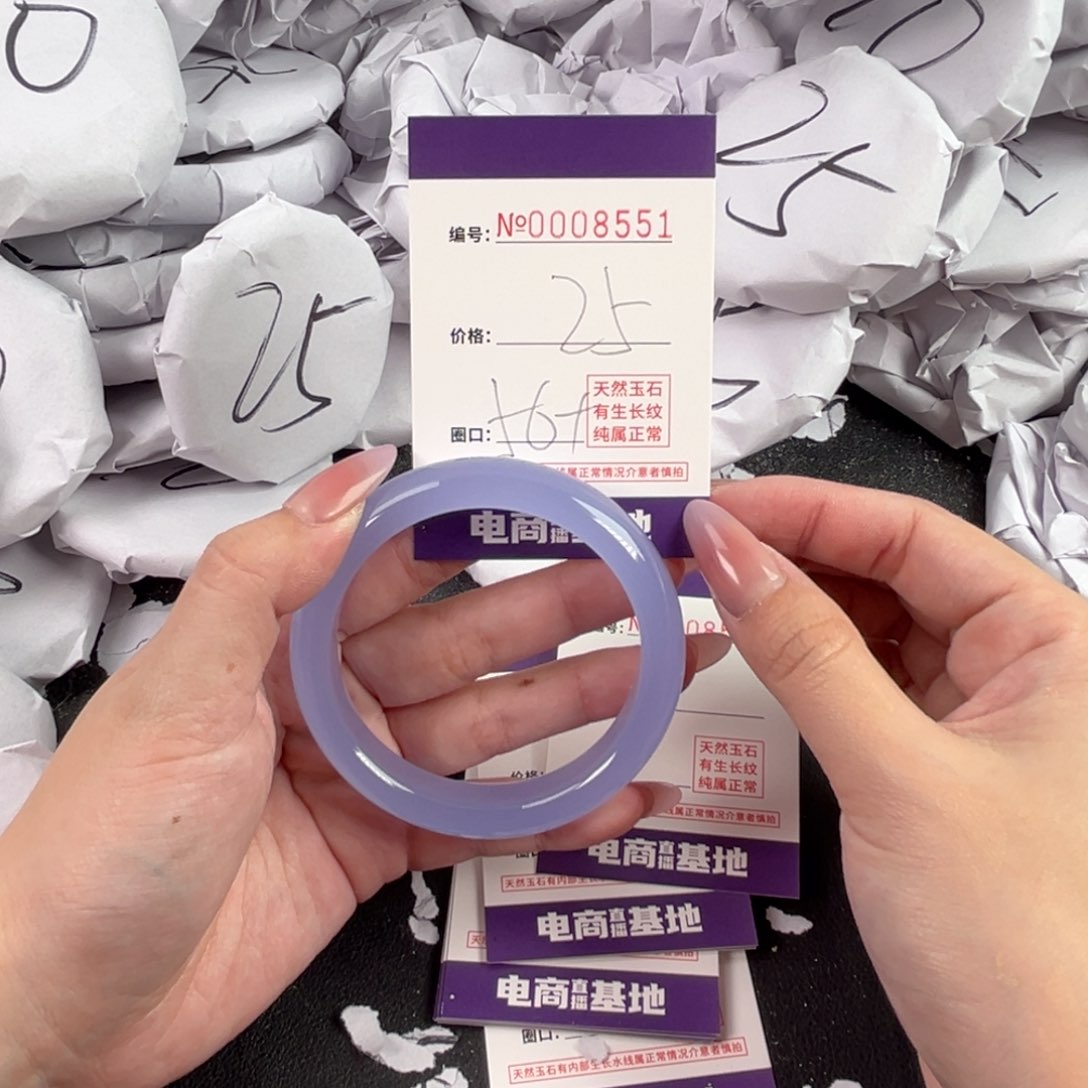 编号: №0008551
价格: 25
圈口: 56+
天然玉石
有生长纹
纯属正常
线属正常情况介意者慎拍
电商直播基地
25
25
天然玉石
有生长纹
纯属正常
线属正常情况介意者慎拍
电商直播基地
天然玉石有内部生长
电商直播基地
电商直播基地
圈口:
天然玉石有内部生长水线属正常情况介意者慎拍